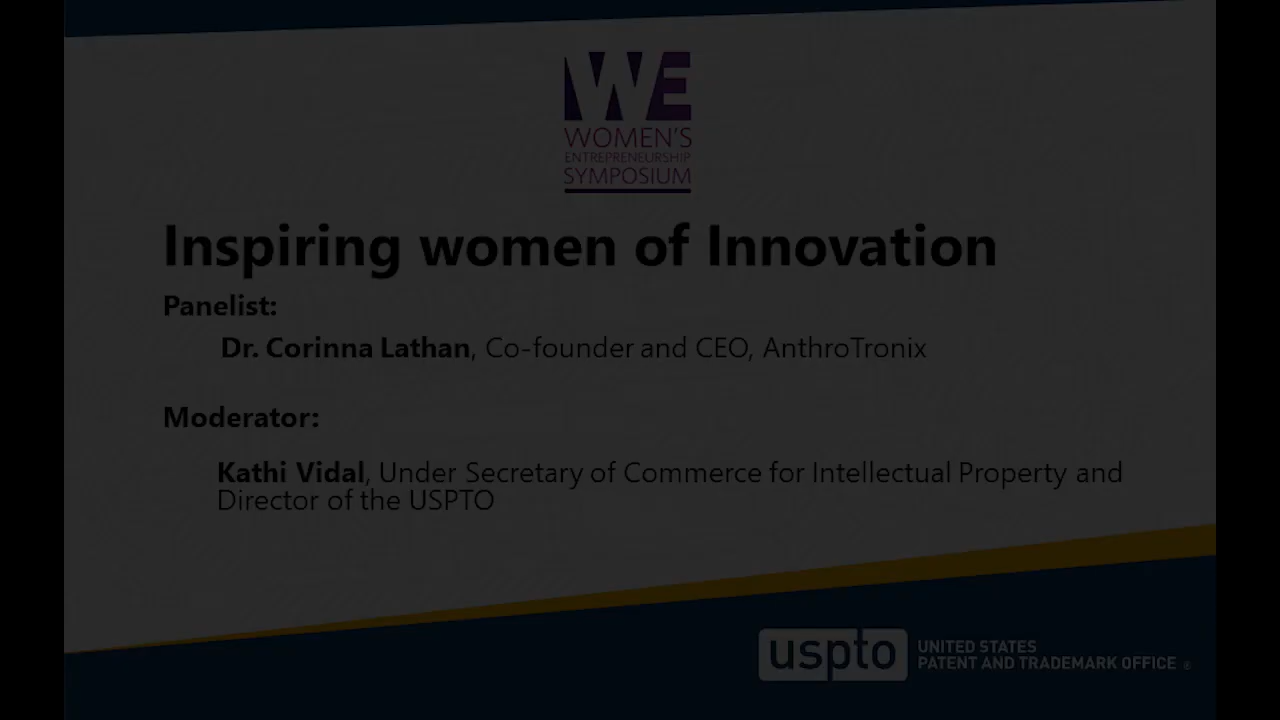 WE
WOMEN'S
ENTREPRENEURSHIP
SYMPOSIUM
Inspiring women of Innovation
Panelist:
Dr. Corinna Lathan, Co-founder and CEO, AnthroTronix
Moderator:
Kathi Vidal, Under Secretary of Commerce for Intellectual Property and
Director of the USPTO
uspto
UNITED STATES
PATENT AND TRADEMARK OFFICE ®